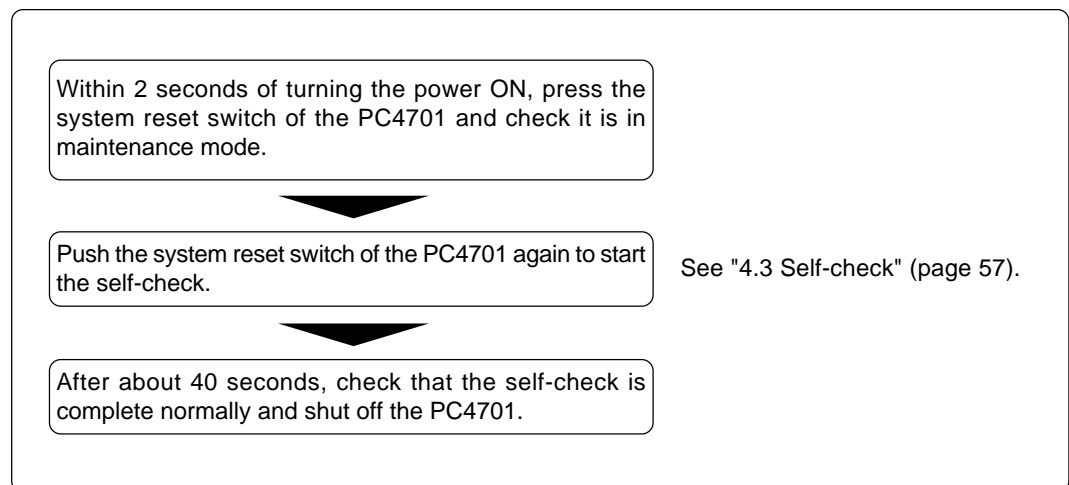 Within 2 seconds of turning the power ON, press the
system reset switch of the PC4701 and check it is in
maintenance mode.
Push the system reset switch of the PC4701 again to start
the self-check.
See "4.3 Self-check" (page 57).
After about 40 seconds, check that the self-check is
complete normally and shut off the PC4701.